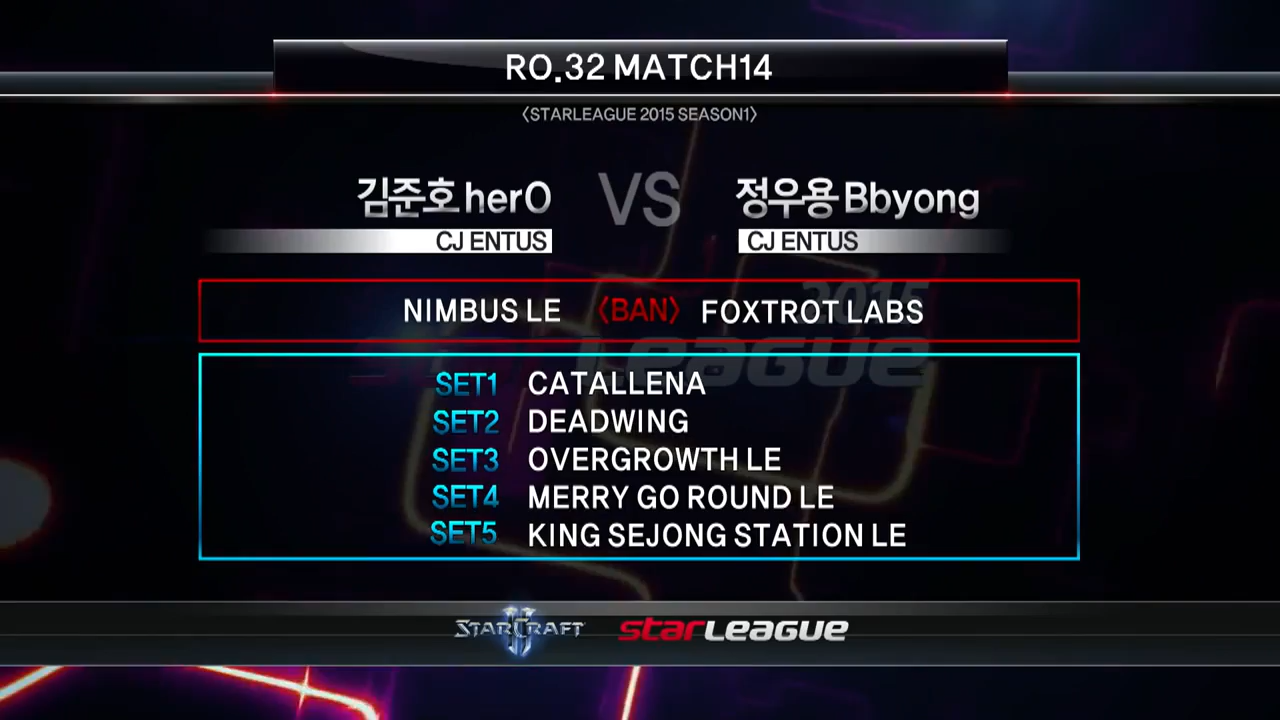 RO.32 MATCH14
〈STARLEAGUE 2015 SEASON1〉
김준호 herO VS 정우용 Bbyong
CJ ENTUS CJ ENTUS
NIMBUS LE 〈BAN〉 FOXTROT LABS
2015
League
SET1 CATALLENA
SET2 DEADWING
SET3 OVERGROWTH LE
SET4 MERRY GO ROUND LE
SET5 KING SEJONG STATION LE
STARCRAFT II starLEAGUE